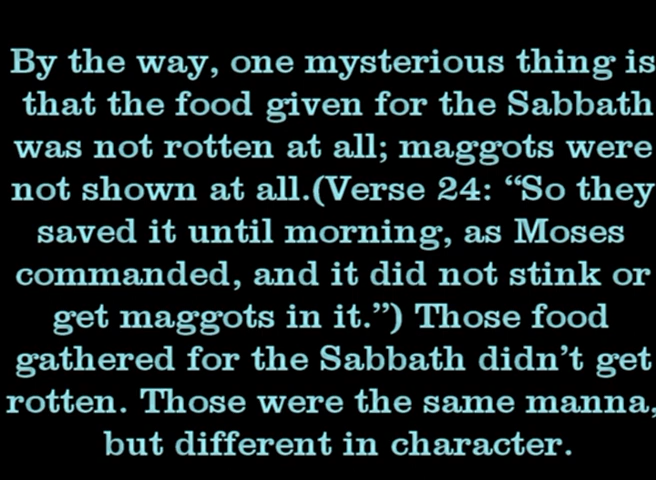 By the way, one mysterious thing is
that the food given for the Sabbath
was not rotten at all; maggots were
not shown at all.(Verse 24: “So they
saved it until morning, as Moses
commanded, and it did not stink or
get maggots in it.”) Those food
gathered for the Sabbath didn’t get
rotten. Those were the same manna,
but different in character.